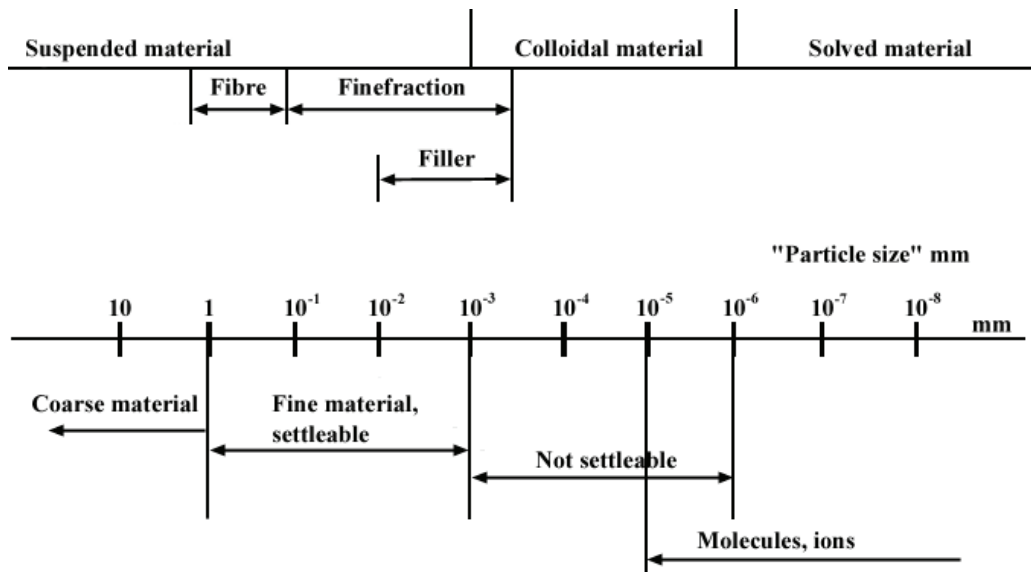 Suspended material Colloidal material Solved material
Fibre Finefraction
Filler
"Particle size" mm
10 1 10⁻¹ 10⁻² 10⁻³ 10⁻⁴ 10⁻⁵ 10⁻⁶ 10⁻⁷ 10⁻⁸
mm
Coarse material Fine material,
settleable
Not settleable
Molecules, ions